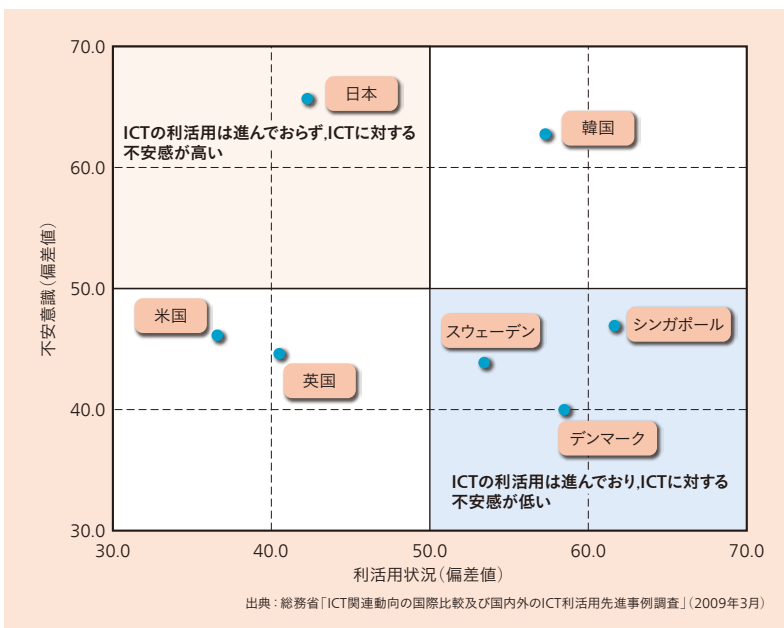 70.0
60.0
50.0
40.0
30.0
30.0
40.0
50.0
60.0
70.0
不安意識(偏差値)
利活用状況(偏差値)
日本
ICTの利活用は進んでおらず,ICTに対する
不安感が高い
韓国
米国
英国
スウェーデン
シンガポール
デンマーク
ICTの利活用は進んでおり,ICTに対する
不安感が低い
出典:総務省「ICT関連動向の国際比較及び国内外のICT利活用先進事例調査」(2009年3月)